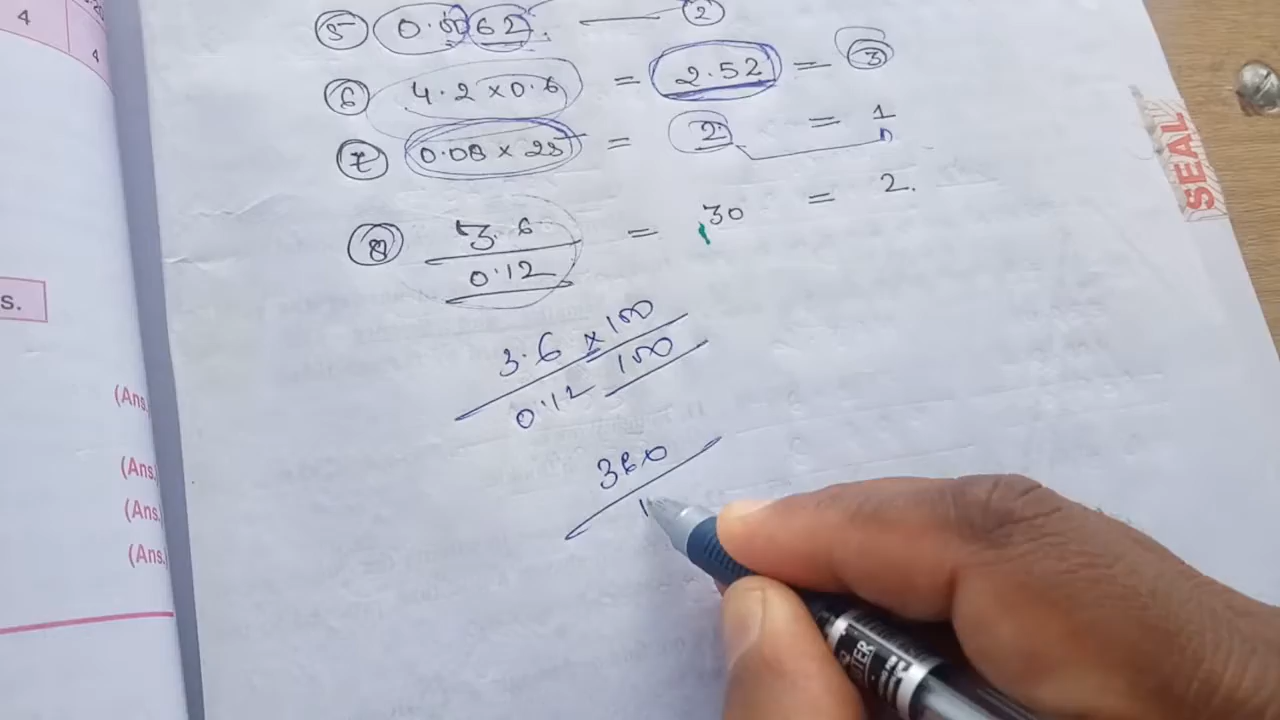 4
4
⑤ 0.0062. — ②
⑥ 4.2 × 0.6 = 2.52 = ③
⑦ 0.08 × 25 = 2 = 1
⑧ 3.6 / 0.12 = 30 = 2.
3.6 × 100 / 0.12 100
360 / 1
s.
(Ans.
(Ans.
(Ans.
(Ans.
SEAL